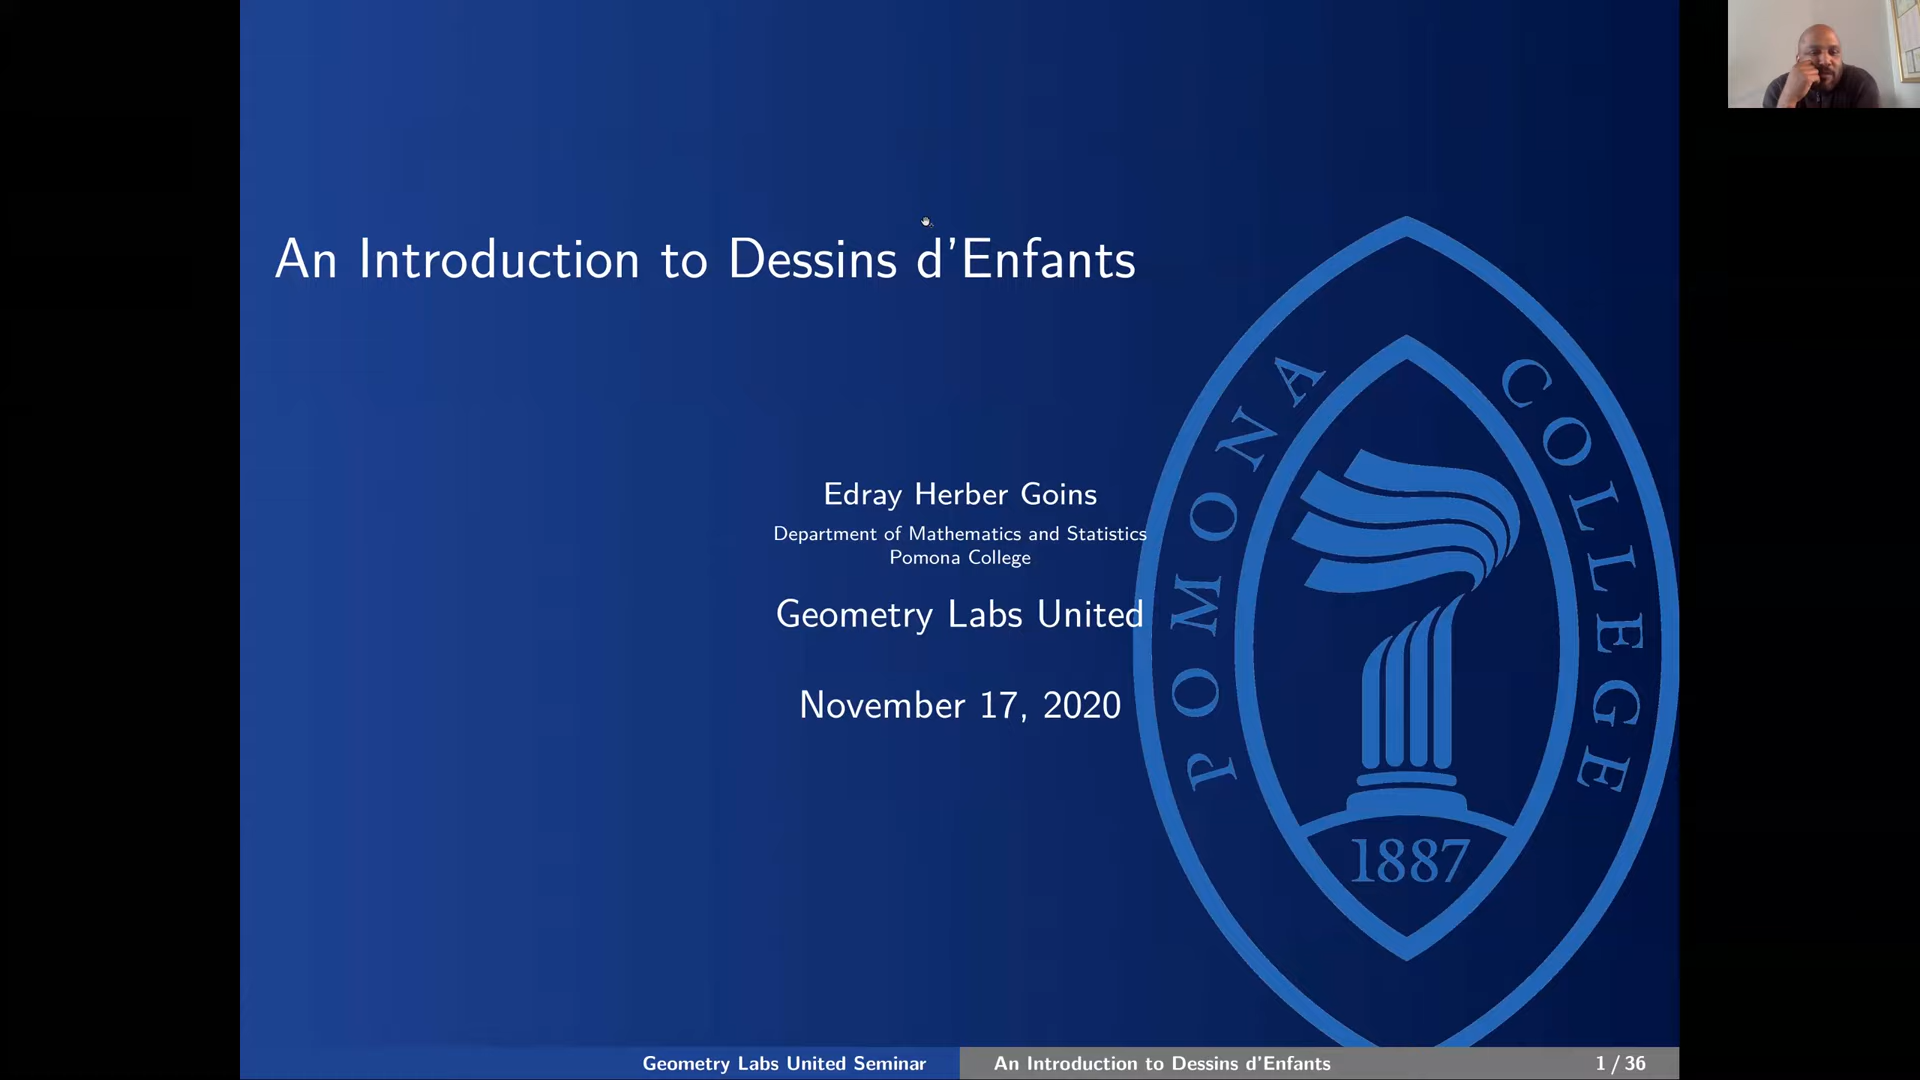 An Introduction to Dessins d'Enfants
Edray Herber Goins
Department of Mathematics and Statistics
Pomona College
Geometry Labs United
November 17, 2020
POMONA COLLEGE
1887
Geometry Labs United Seminar
An Introduction to Dessins d'Enfants
1 / 36